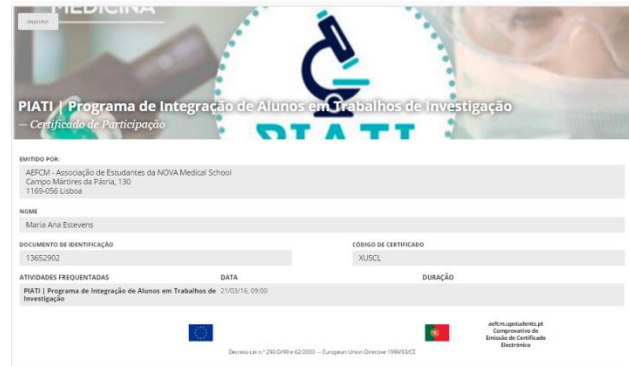 MEDICINA
Imprimir
PIATI | Programa de Integração de Alunos em Trabalhos de Investigação
— Certificado de Participação
PIATI
EMITIDO POR:
AEFCM - Associação de Estudantes da NOVA Medical School
Campo Mártires da Pátria, 130
1169-056 Lisboa
NOME
Maria Ana Estevens
DOCUMENTO DE IDENTIFICAÇÃO
CÓDIGO DE CERTIFICADO
13652902
XUSCL
ATIVIDADES FREQUENTADAS
DATA
DURAÇÃO
PIATI | Programa de Integração de Alunos em Trabalhos de
Investigação
21/03/16, 09:00
aefcm.upstudents.pt
Comprovativo de
Emissão de Certificado
Electrónico
Decreto Lei n.º 290-D/99 e 62/2003 — European Union Directive 1999/93/CE